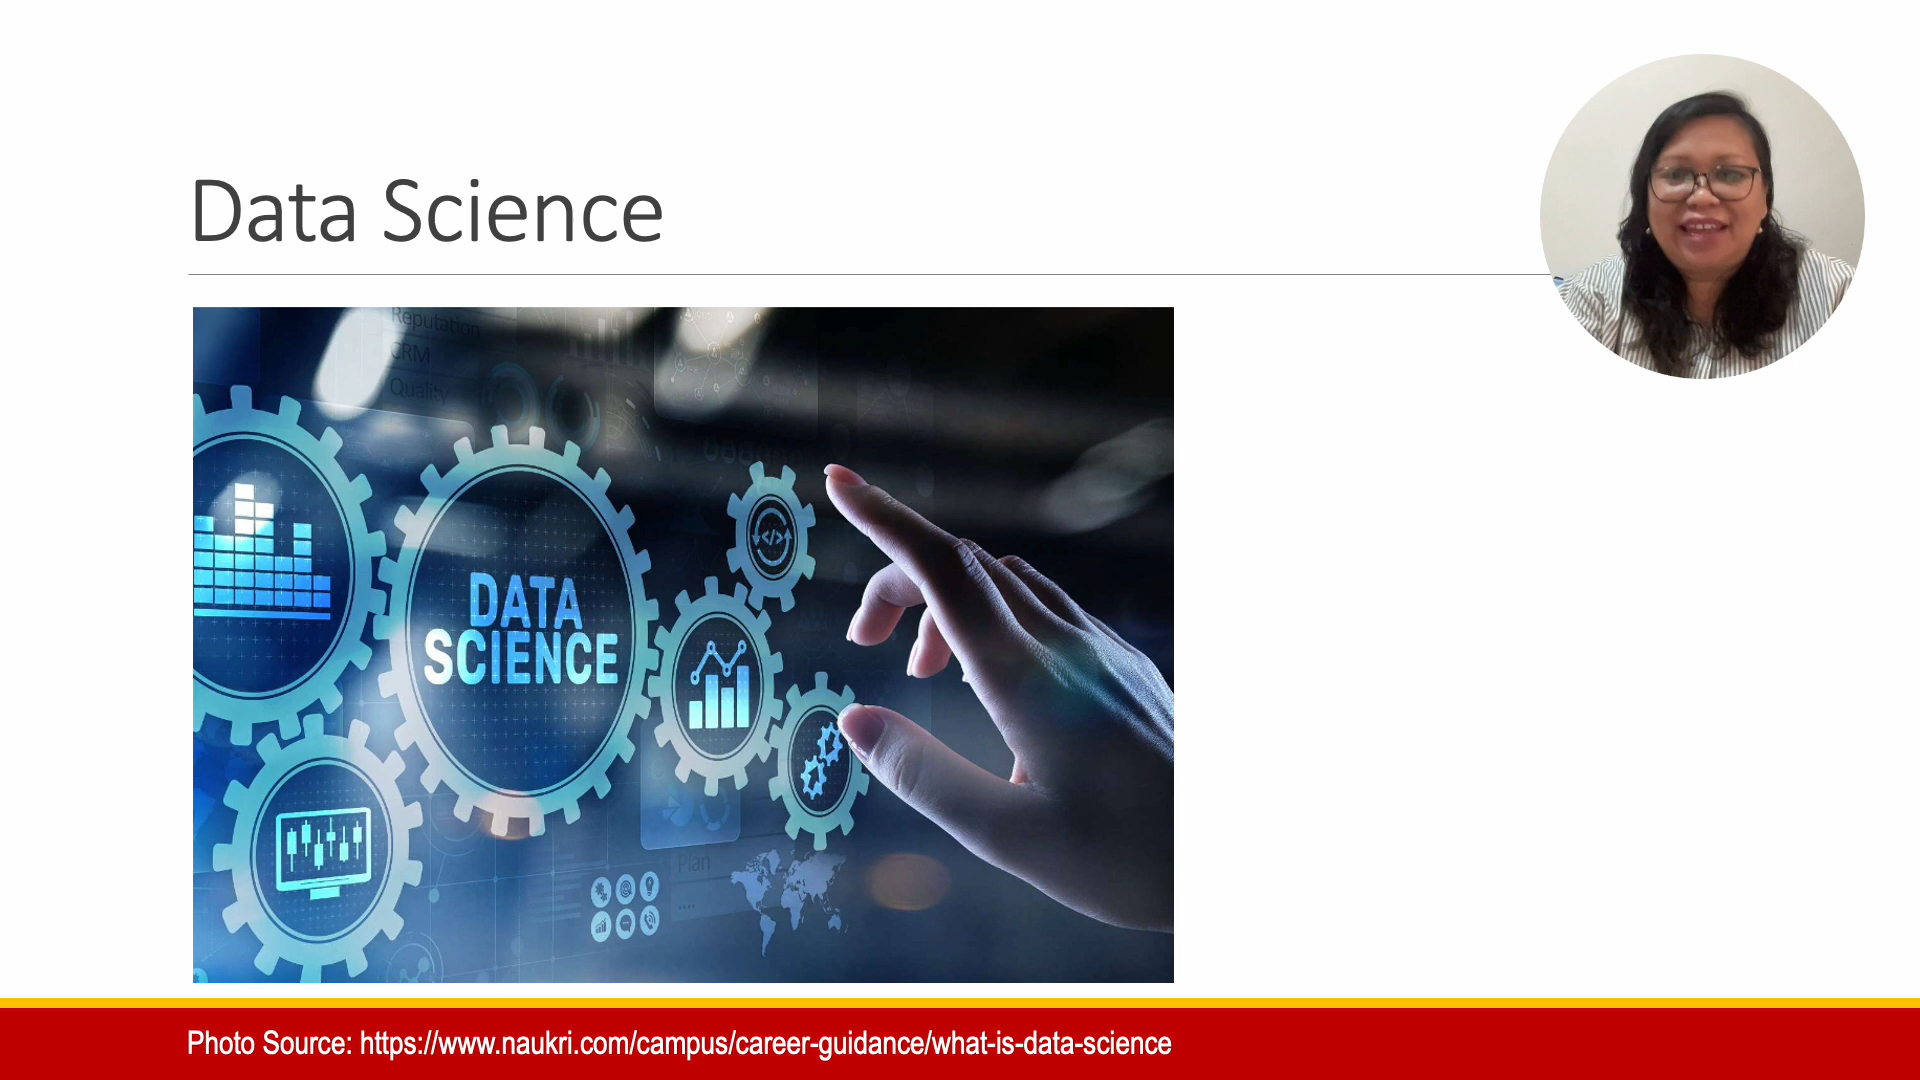 Data Science
Reputation
CRM
Quality
DATA
SCIENCE
</>
Plan
....
Photo Source: https://www.naukri.com/campus/career-guidance/what-is-data-science